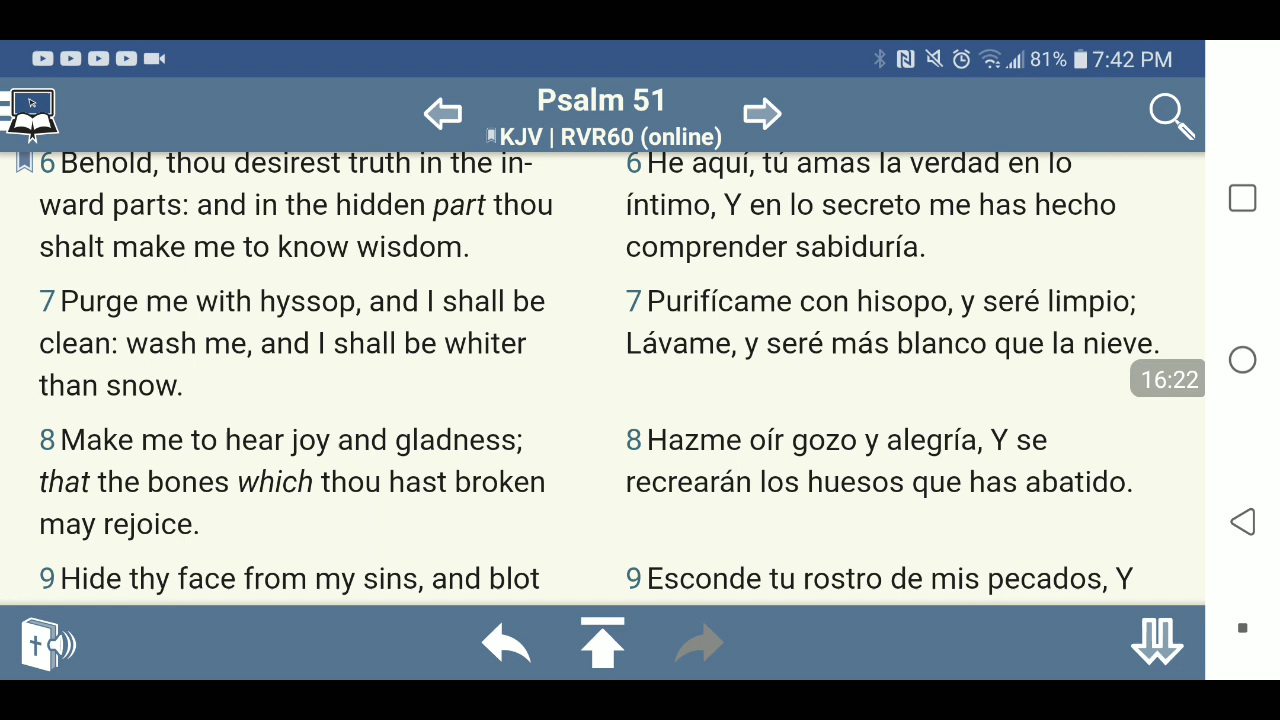 81% 7:42 PM
Psalm 51
KJV | RVR60 (online)
6 Behold, thou desirest truth in the in-
ward parts: and in the hidden part thou
shalt make me to know wisdom.
7 Purge me with hyssop, and I shall be
clean: wash me, and I shall be whiter
than snow.
8 Make me to hear joy and gladness;
that the bones which thou hast broken
may rejoice.
9 Hide thy face from my sins, and blot
6 He aquí, tú amas la verdad en lo
íntimo, Y en lo secreto me has hecho
comprender sabiduría.
7 Purifícame con hisopo, y seré limpio;
Lávame, y seré más blanco que la nieve.
16:22
8 Hazme oír gozo y alegría, Y se
recrearán los huesos que has abatido.
9 Esconde tu rostro de mis pecados, Y